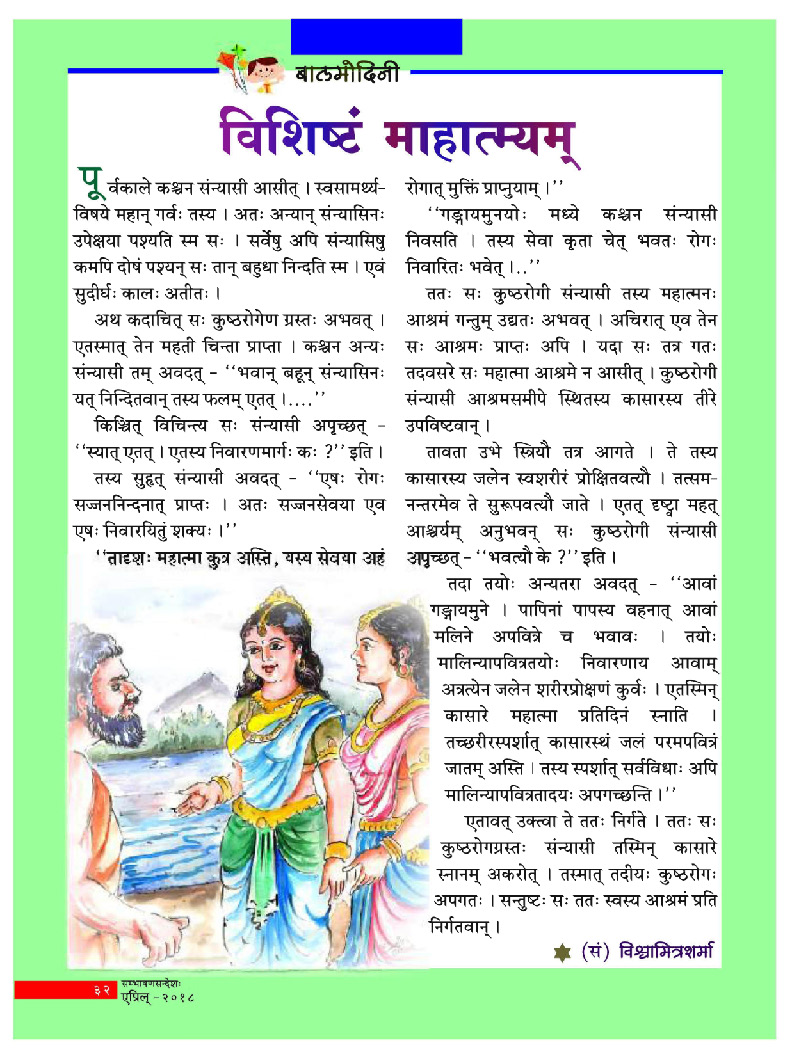 बालमौदिनी
विशिष्टं माहात्म्यम्
पूर्वकाले कश्चन संन्यासी आसीत् । स्वसामर्थ्य-
विषये महान् गर्वः तस्य । अतः अन्यान् संन्यासिनः
उपेक्षया पश्यति स्म सः । सर्वेषु अपि संन्यासिषु
कमपि दोषं पश्यन् सः तान् बहुधा निन्दति स्म । एवं
सुदीर्घः कालः अतीतः ।
अथ कदाचित् सः कुष्ठरोगेण ग्रस्तः अभवत् ।
एतस्मात् तेन महती चिन्ता प्राप्ता । कश्चन अन्यः
संन्यासी तम् अवदत् - ‘‘भवान् बहून् संन्यासिनः
यत् निन्दितवान् तस्य फलम् एतत् ।....’’
किञ्चित् विचिन्त्य सः संन्यासी अपृच्छत् -
‘‘स्यात् एतत् । एतस्य निवारणमार्गः कः ?’’ इति ।
तस्य सुहृत् संन्यासी अवदत् - ‘‘एषः रोगः
सज्जननिन्दनात् प्राप्तः । अतः सज्जनसेवया एव
एषः निवारयितुं शक्यः ।’’
‘‘तादृशः महात्मा कुत्र अस्ति, यस्य सेवया अहं
रोगात् मुक्तिं प्राप्नुयाम् ।’’
‘‘गङ्गायमुनयोः मध्ये कश्चन संन्यासी
निवसति । तस्य सेवा कृता चेत् भवतः रोगः
निवारितः भवेत् ।..’’
ततः सः कुष्ठरोगी संन्यासी तस्य महात्मनः
आश्रमं गन्तुम् उद्यतः अभवत् । अचिरात् एव तेन
सः आश्रमः प्राप्तः अपि । यदा सः तत्र गतः
तदवसरे सः महात्मा आश्रमे न आसीत् । कुष्ठरोगी
संन्यासी आश्रमसमीपे स्थितस्य कासारस्य तीरे
उपविष्टवान् ।
तावता उभे स्त्रियौ तत्र आगते । ते तस्य
कासारस्य जलेन स्वशरीरं प्रोक्षितवत्यौ । तत्सम-
नन्तरमेव ते सुरूपवत्यौ जाते । एतत् दृष्ट्वा महत्
आश्चर्यम् अनुभवन् सः कुष्ठरोगी संन्यासी
अपृच्छत् - ‘‘भवत्यौ के ?’’ इति ।
तदा तयोः अन्यतरा अवदत् - ‘‘आवां
गङ्गायमुने । पापिनां पापस्य वहनात् आवां
मलिने अपवित्रे च भवावः । तयोः
मालिन्यापवित्रतयोः निवारणाय आवाम्
अत्रत्येन जलेन शरीरप्रोक्षणं कुर्वः । एतस्मिन्
कासारे महात्मा प्रतिदिनं स्नाति ।
तच्छरीरस्पर्शात् कासारस्थं जलं परमपवित्रं
जातम् अस्ति । तस्य स्पर्शात् सर्वविधाः अपि
मालिन्यापवित्रतादयः अपगच्छन्ति ।’’
एतावत् उक्त्वा ते ततः निर्गते । ततः सः
कुष्ठरोगग्रस्तः संन्यासी तस्मिन् कासारे
स्नानम् अकरोत् । तस्मात् तदीयः कुष्ठरोगः
अपगतः । सन्तुष्टः सः ततः स्वस्य आश्रमं प्रति
निर्गतवान् ।
(सं) विश्वामित्रशर्मा
३२
सम्भाषणसन्देशः
एप्रिल् - २०१८